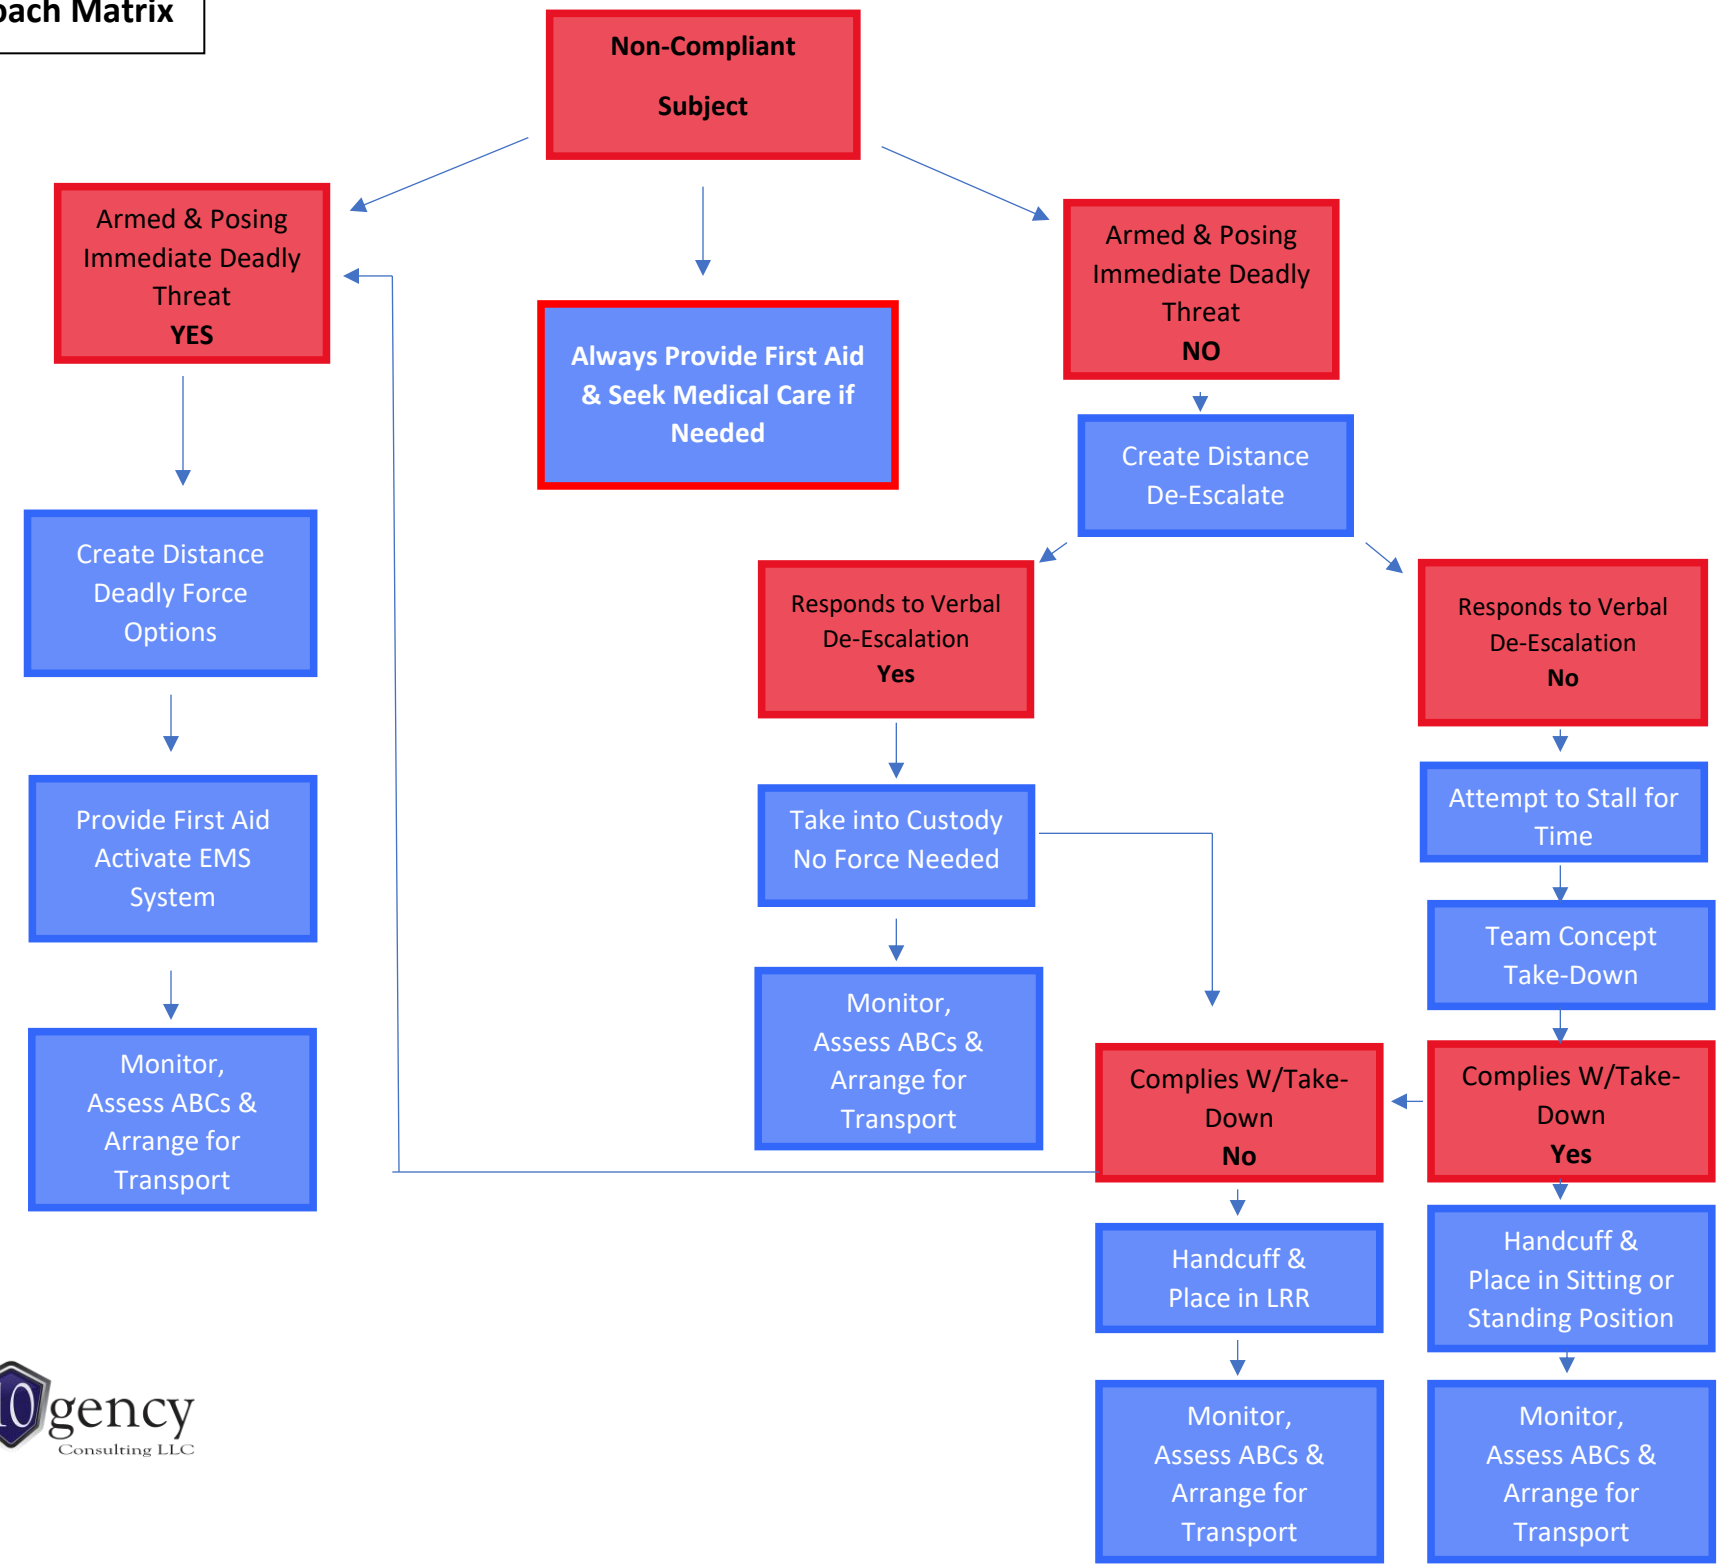 Matrix
Non-Compliant
Subject
Armed & Posing
Immediate Deadly
Threat
YES
Always Provide First Aid
& Seek Medical Care if
Needed
Armed & Posing
Immediate Deadly
Threat
NO
Create Distance
De-Escalate
Create Distance
Deadly Force
Options
Responds to Verbal
De-Escalation
Yes
Responds to Verbal
De-Escalation
No
Provide First Aid
Activate EMS
System
Take into Custody
No Force Needed
Attempt to Stall for
Time
Team Concept
Take-Down
Monitor,
Assess ABCs &
Arrange for
Transport
Monitor,
Assess ABCs &
Arrange for
Transport
Complies W/Take-
Down
No
Complies W/Take-
Down
Yes
Handcuff &
Place in LRR
Handcuff &
Place in Sitting or
Standing Position
Monitor,
Assess ABCs &
Arrange for
Transport
Monitor,
Assess ABCs &
Arrange for
Transport
10gency
Consulting LLC